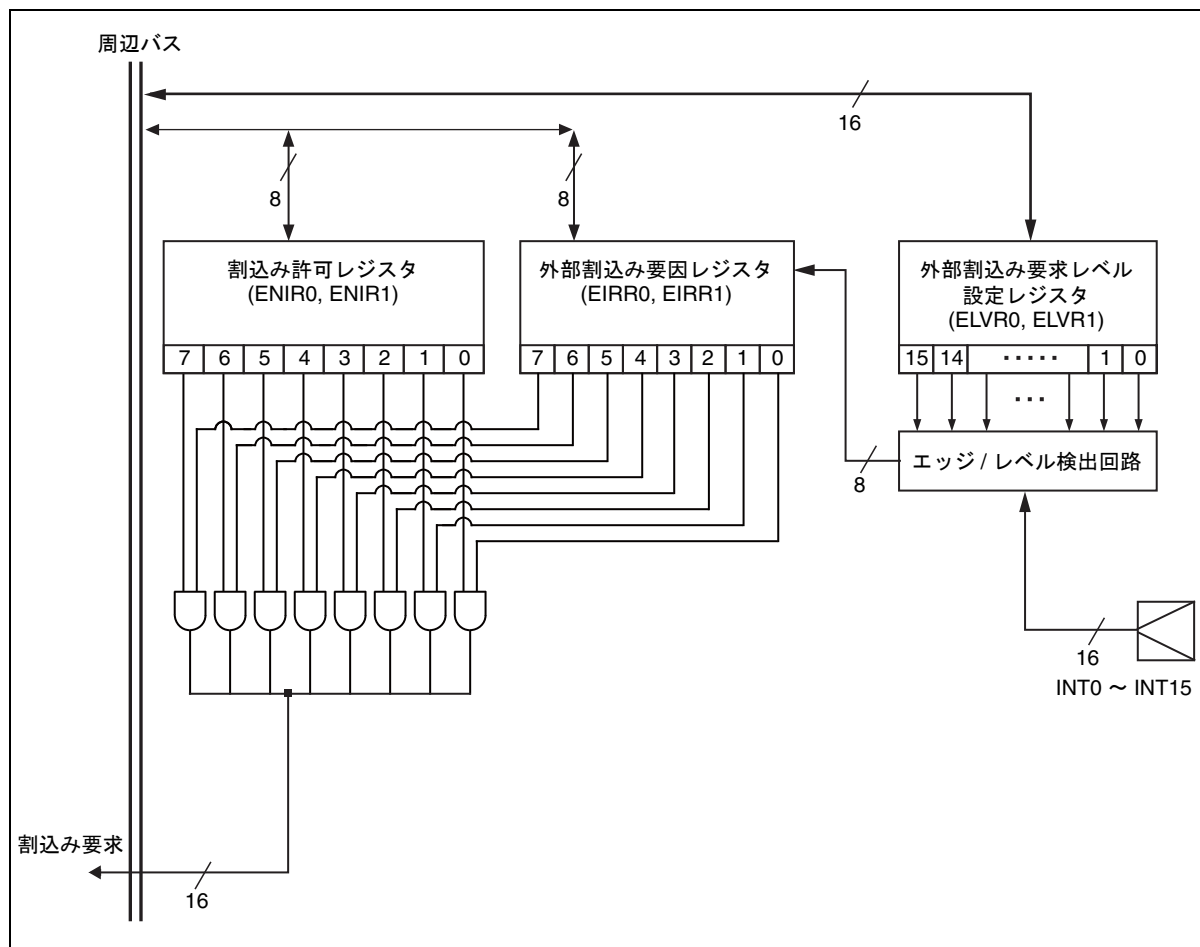 周辺バス
16
8
8
割込み許可レジスタ
(ENIR0, ENIR1)
7 6 5 4 3 2 1 0
外部割込み要因レジスタ
(EIRR0, EIRR1)
7 6 5 4 3 2 1 0
外部割込み要求レベル
設定レジスタ
(ELVR0, ELVR1)
15 14 ····· 1 0
···
エッジ / レベル検出回路
8
16
INT0 ～ INT15
割込み要求
16